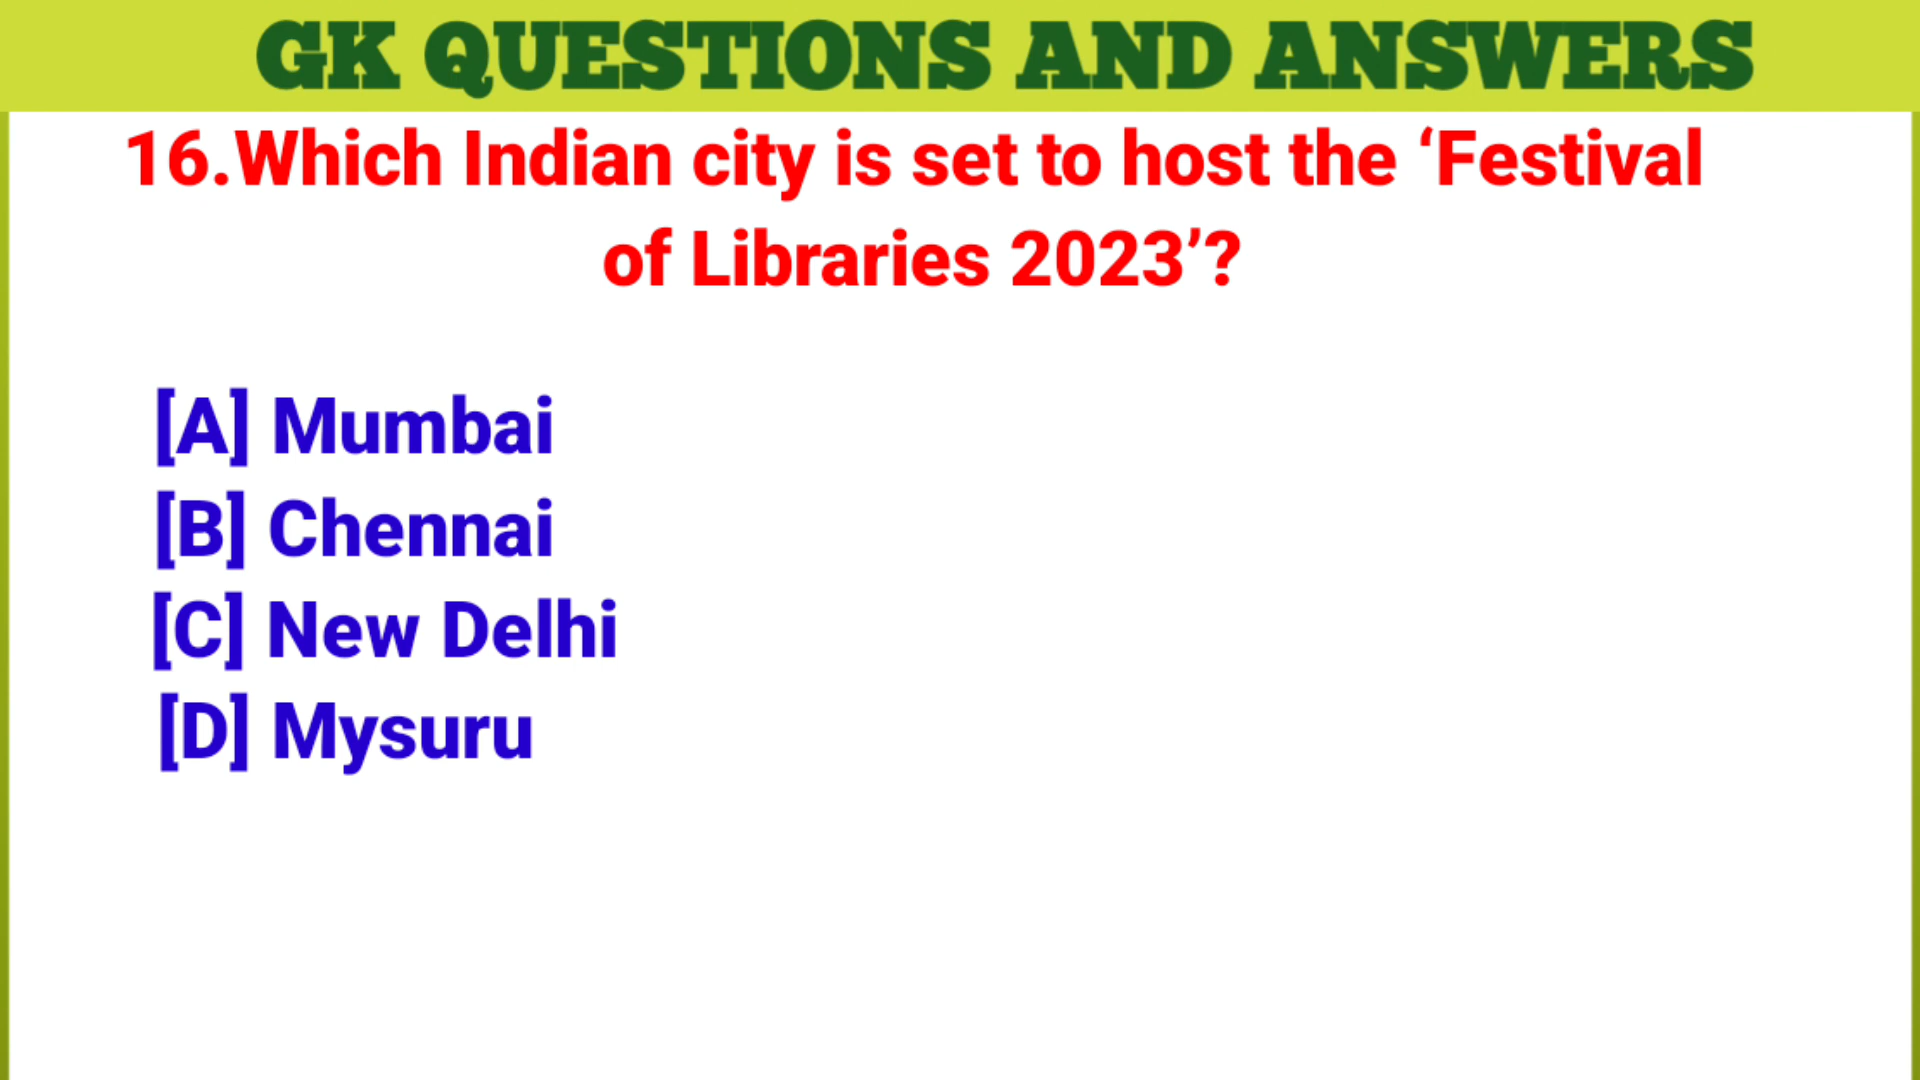 GK QUESTIONS AND ANSWERS
16.Which Indian city is set to host the ‘Festival
of Libraries 2023’?
[A] Mumbai
[B] Chennai
[C] New Delhi
[D] Mysuru